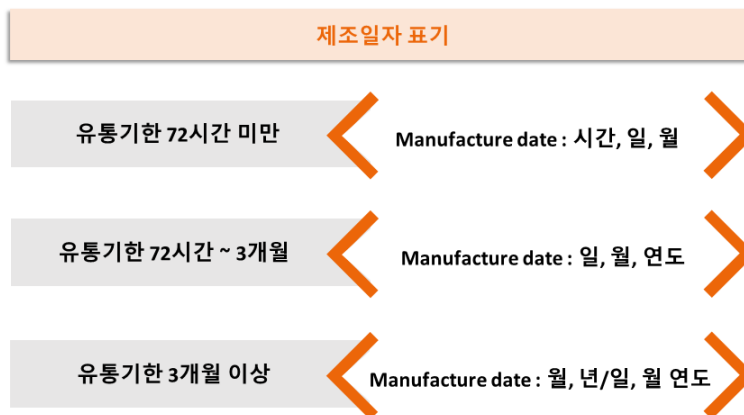 제조일자 표기
유통기한 72시간 미만
Manufacture date : 시간, 일, 월
유통기한 72시간 ~ 3개월
Manufacture date : 일, 월, 연도
유통기한 3개월 이상
Manufacture date : 월, 년/일, 월 연도